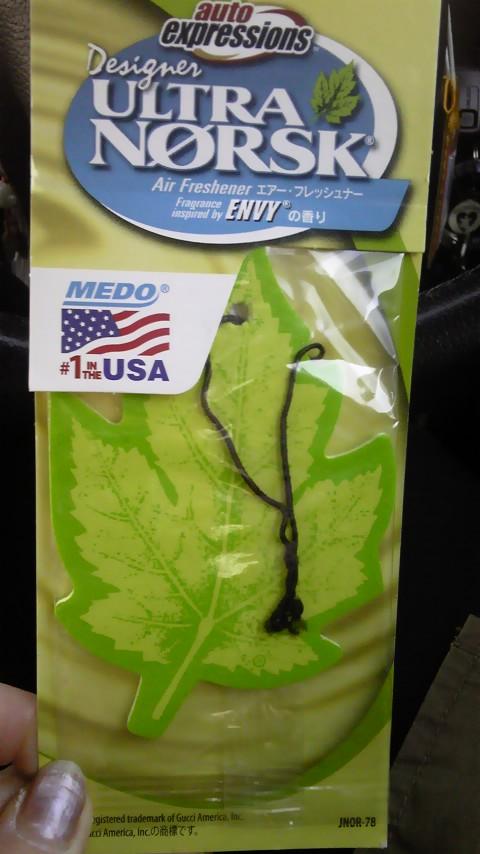 auto
expressions
Designer
ULTRA
NØRSK®
Air Freshener エアー・フレッシュナー
Fragrance
inspired by ENVY® の香り
MEDO®
#1 IN THE USA
registered trademark of Gucci America, Inc.
cci America, Inc.の商標です。
JNOR-78